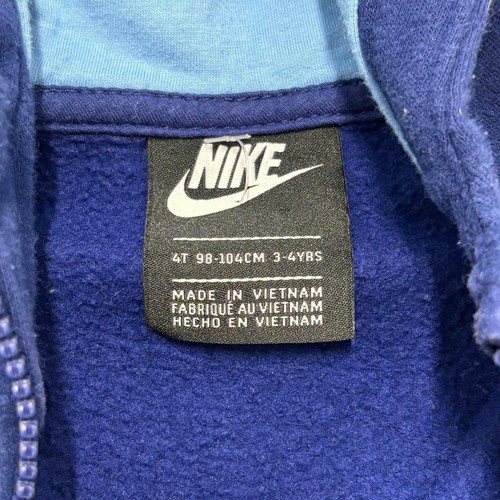 NIKE
4T 98-104CM 3-4YRS
MADE IN VIETNAM
FABRIQUÉ AU VIETNAM
HECHO EN VIETNAM